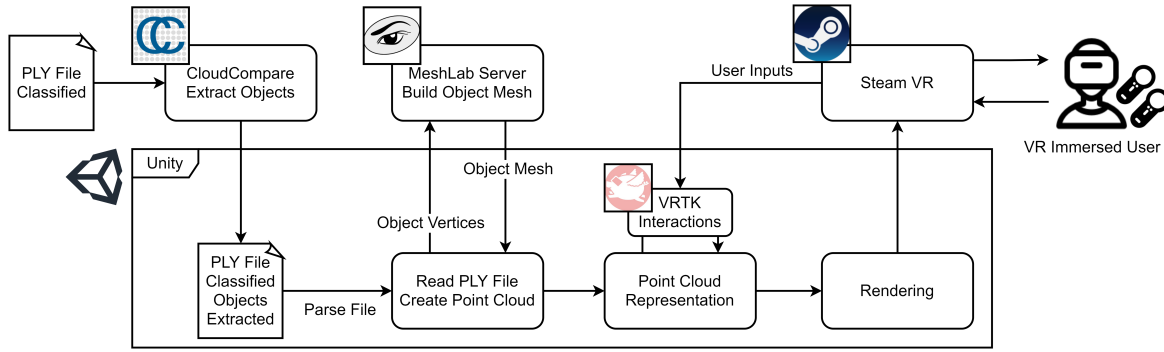 PLY File
Classified
CC
CloudCompare
Extract Objects
MeshLab Server
Build Object Mesh
User Inputs
Steam VR
VR Immersed User
Unity
Object Mesh
VRTK
Interactions
Object Vertices
PLY File
Classified
Objects
Extracted
Parse File
Read PLY File
Create Point Cloud
Point Cloud
Representation
Rendering